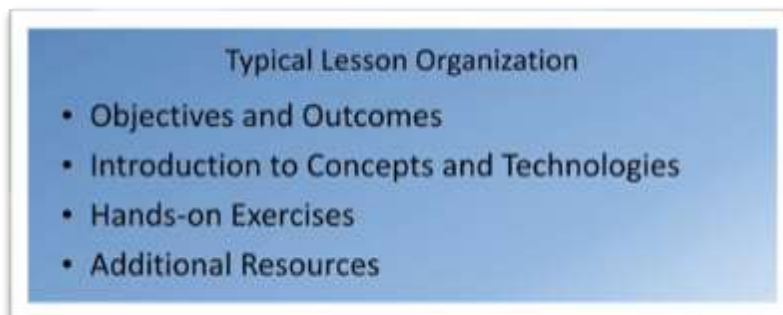 Typical Lesson Organization
• Objectives and Outcomes
• Introduction to Concepts and Technologies
• Hands-on Exercises
• Additional Resources